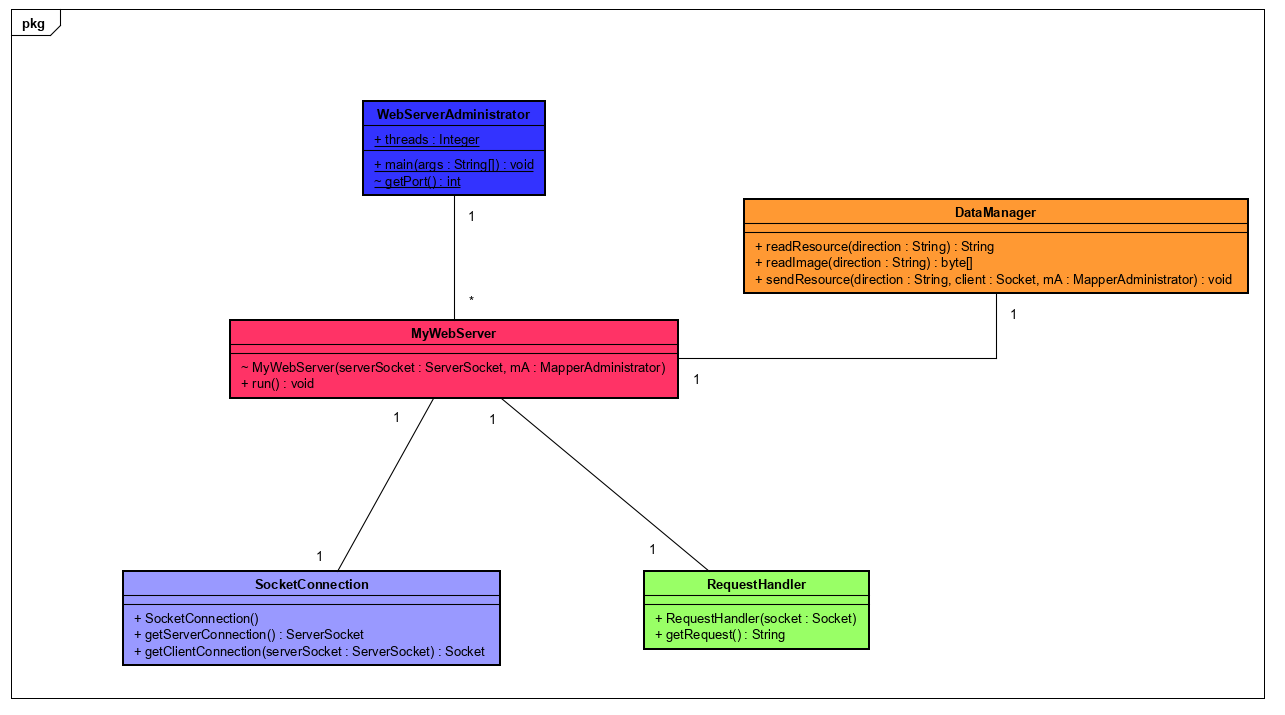 pkg
WebServerAdministrator
+ threads : Integer
+ main(args : String[]) : void
~ getPort() : int
1
*
DataManager
+ readResource(direction : String) : String
+ readImage(direction : String) : byte[]
+ sendResource(direction : String, client : Socket, mA : MapperAdministrator) : void
1
MyWebServer
~ MyWebServer(serverSocket : ServerSocket, mA : MapperAdministrator)
+ run() : void
1
1
1
1
1
SocketConnection
+ SocketConnection()
+ getServerConnection() : ServerSocket
+ getClientConnection(serverSocket : ServerSocket) : Socket
RequestHandler
+ RequestHandler(socket : Socket)
+ getRequest() : String